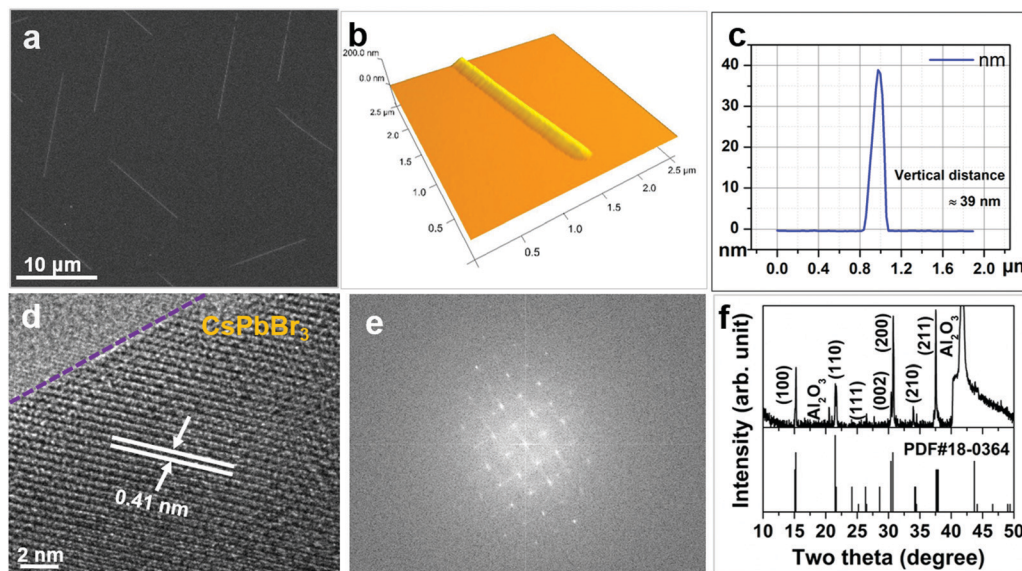 a
10 μm
b
200.0 nm
0.0 nm
2.5 μm
2.0
1.5
1.0
0.5
0.5
1.0
1.5
2.0
2.5 μm
c
nm
40
30
20
10
0
nm
Vertical distance
≈ 39 nm
0.0 0.4 0.8 1.2 1.6 2.0 μm
d
CsPbBr₃
0.41 nm
2 nm
e
f
Intensity (arb. unit)
(100)
Al₂O₃
(110)
(111)
(002)
(200)
(210)
(211)
Al₂O₃
PDF#18-0364
10 15 20 25 30 35 40 45 50
Two theta (degree)